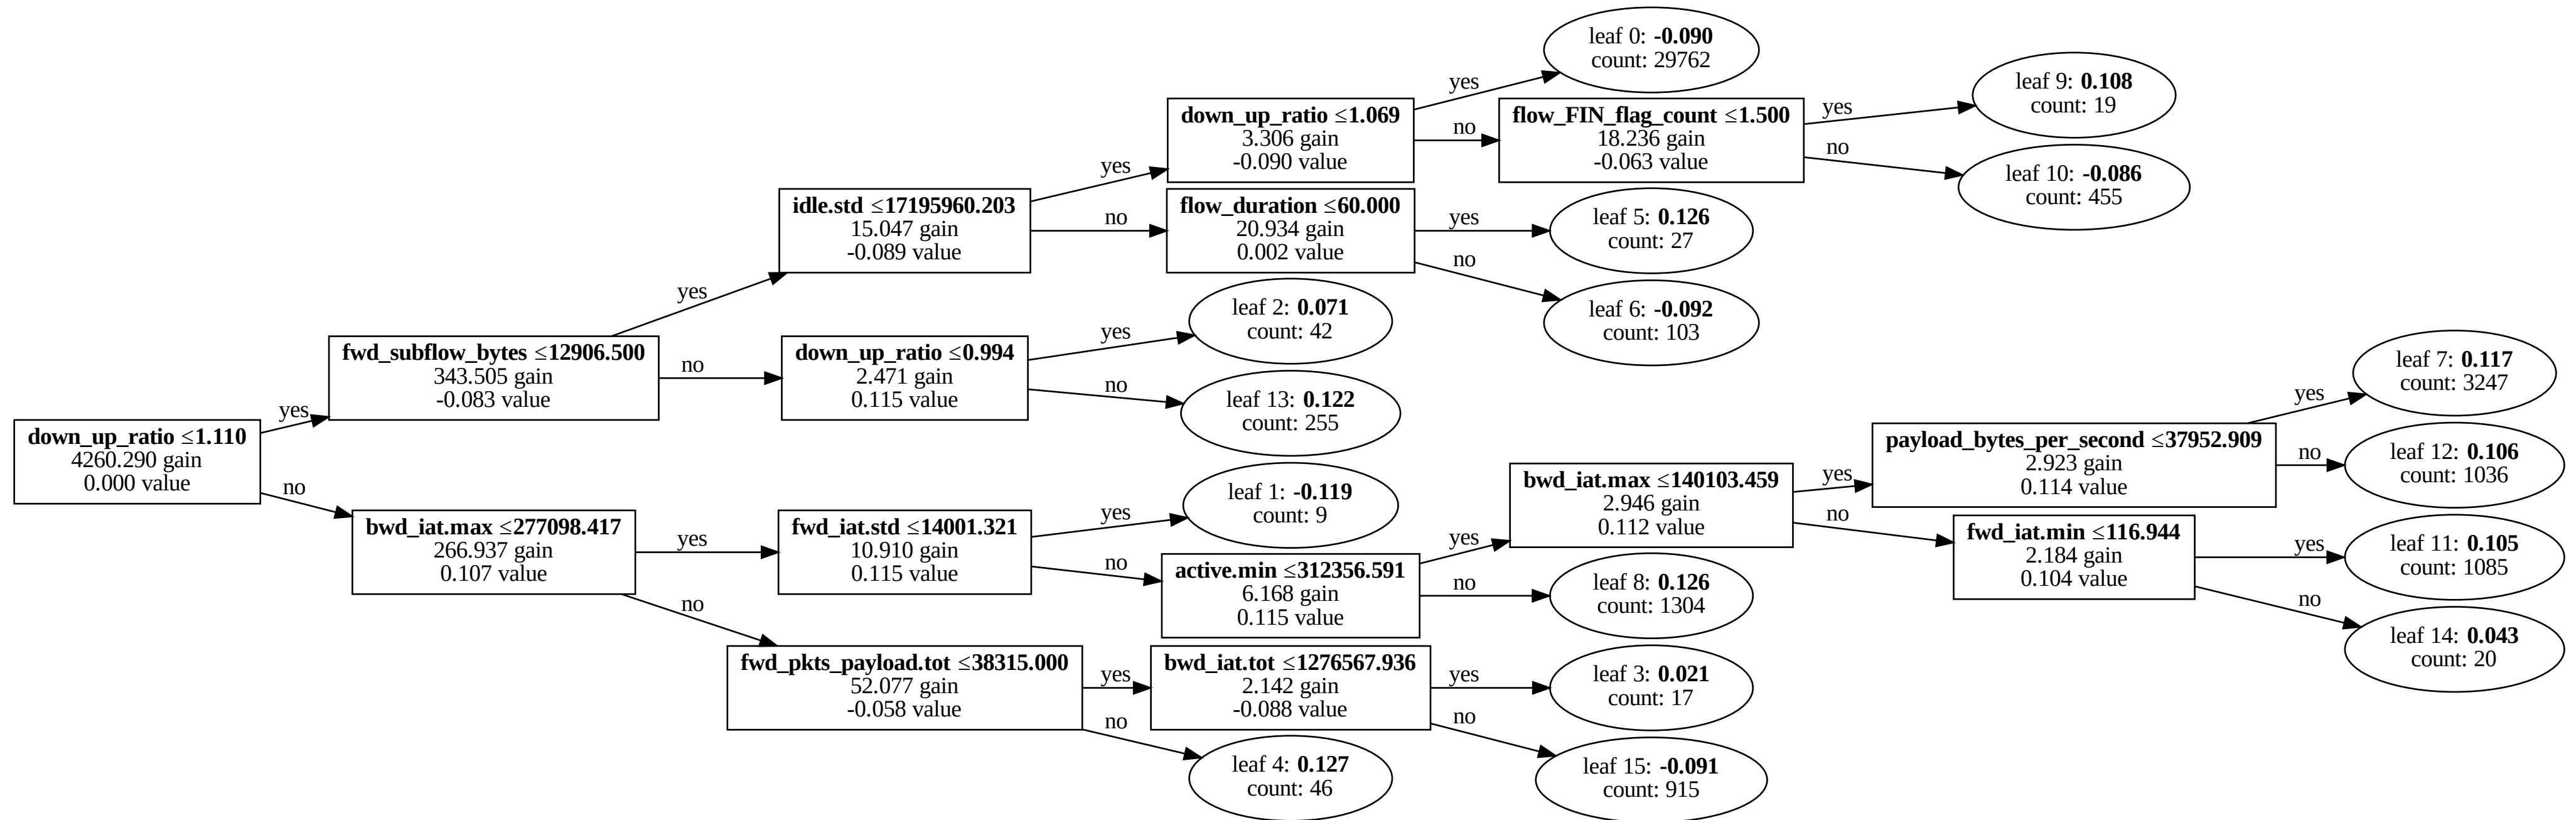 leaf 0: -0.090
count: 29762
yes
down_up_ratio ≤1.069
3.306 gain
-0.090 value
no
flow_FIN_flag_count ≤1.500
18.236 gain
-0.063 value
yes
leaf 9: 0.108
count: 19
no
leaf 10: -0.086
count: 455
yes
idle.std ≤17195960.203
15.047 gain
-0.089 value
no
flow_duration ≤60.000
20.934 gain
0.002 value
yes
leaf 5: 0.126
count: 27
no
leaf 6: -0.092
count: 103
yes
fwd_subflow_bytes ≤12906.500
343.505 gain
-0.083 value
no
down_up_ratio ≤0.994
2.471 gain
0.115 value
yes
leaf 2: 0.071
count: 42
no
leaf 13: 0.122
count: 255
yes
down_up_ratio ≤1.110
4260.290 gain
0.000 value
no
bwd_iat.max ≤277098.417
266.937 gain
0.107 value
yes
fwd_iat.std ≤14001.321
10.910 gain
0.115 value
yes
leaf 1: -0.119
count: 9
no
active.min ≤312356.591
6.168 gain
0.115 value
yes
bwd_iat.max ≤140103.459
2.946 gain
0.112 value
yes
payload_bytes_per_second ≤37952.909
2.923 gain
0.114 value
yes
leaf 7: 0.117
count: 3247
no
leaf 12: 0.106
count: 1036
no
fwd_iat.min ≤116.944
2.184 gain
0.104 value
yes
leaf 11: 0.105
count: 1085
no
leaf 14: 0.043
count: 20
no
leaf 8: 0.126
count: 1304
no
fwd_pkts_payload.tot ≤38315.000
52.077 gain
-0.058 value
yes
bwd_iat.tot ≤1276567.936
2.142 gain
-0.088 value
yes
leaf 3: 0.021
count: 17
no
leaf 15: -0.091
count: 915
no
leaf 4: 0.127
count: 46